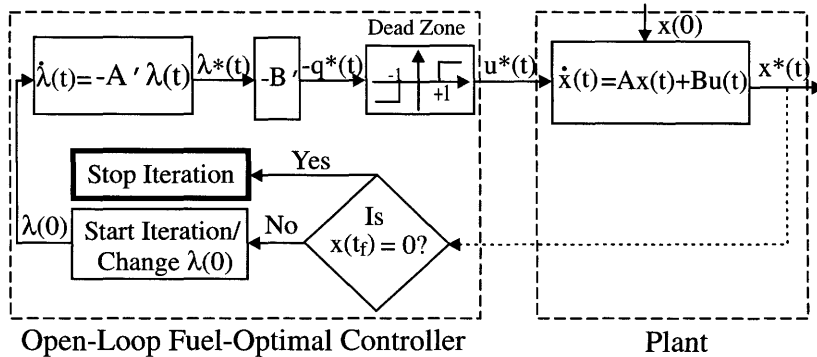 Dead Zone
x(0)
λ̇(t)=-A′λ(t)
λ*(t)
-B′
-q*(t)
-1
+1
u*(t)
ẋ(t)=Ax(t)+Bu(t)
x*(t)
Stop Iteration
Yes
Is
x(t_f) = 0?
No
λ(0)
Start Iteration/
Change λ(0)
Open-Loop Fuel-Optimal Controller
Plant